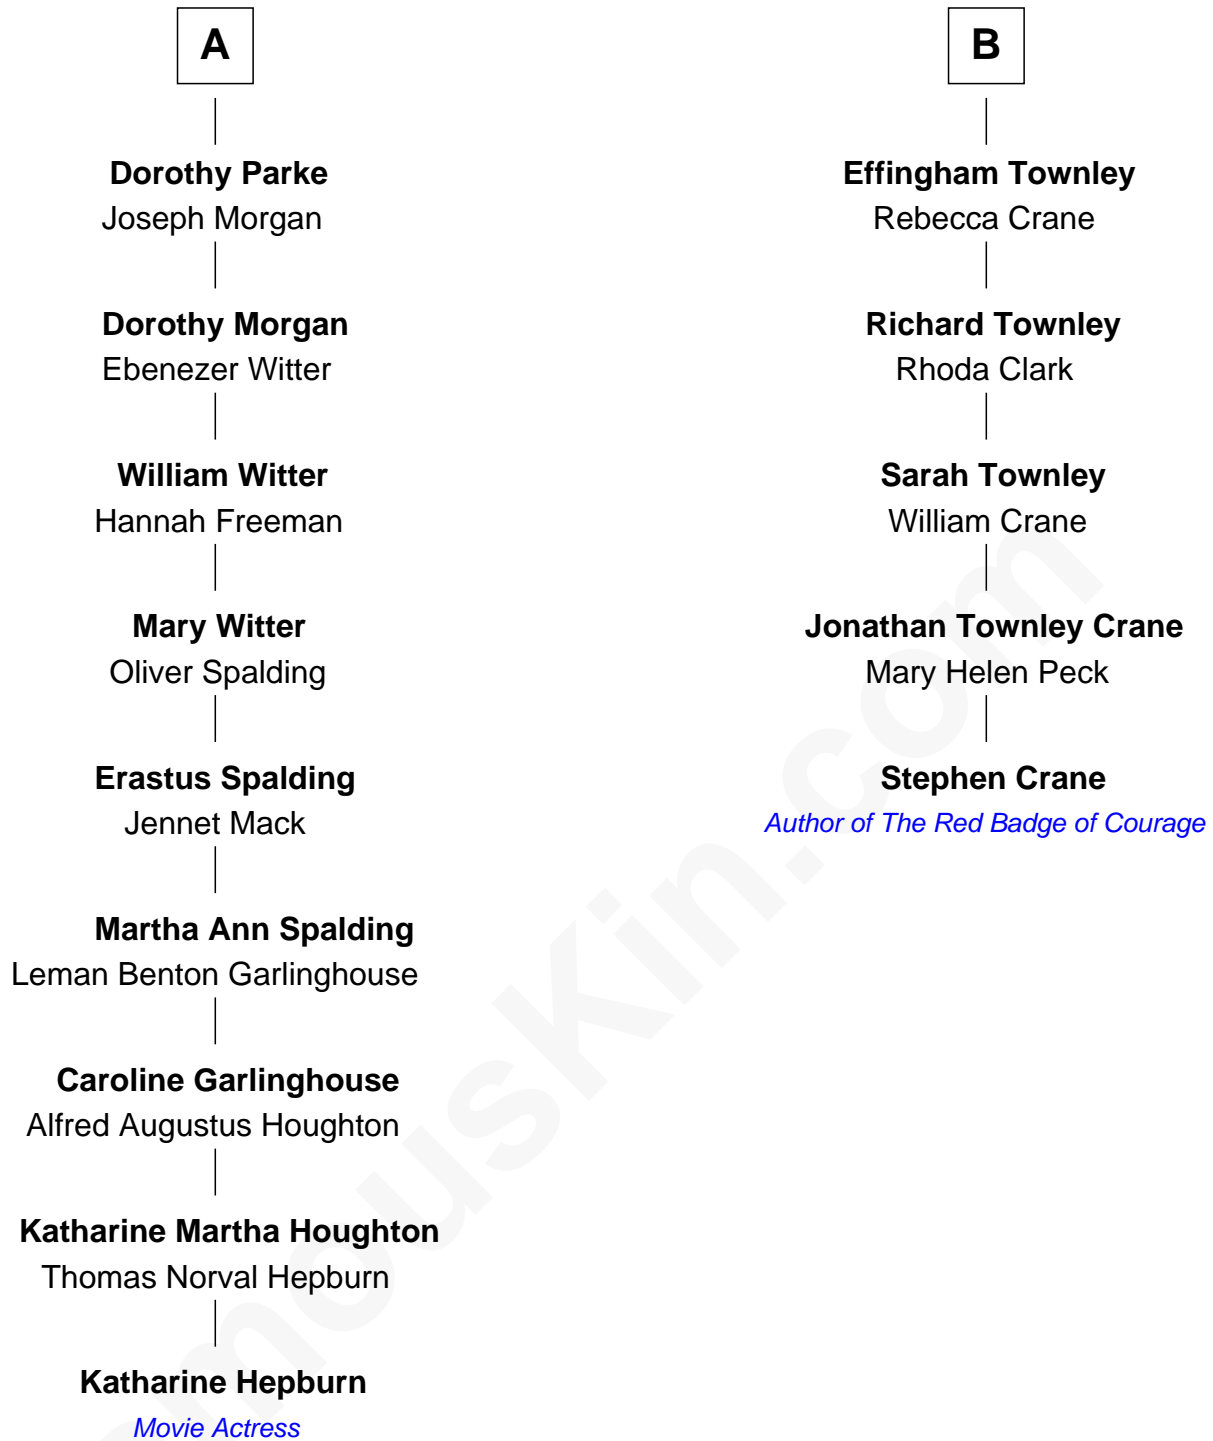 A
Dorothy Parke
Joseph Morgan
Dorothy Morgan
Ebenezer Witter
William Witter
Hannah Freeman
Mary Witter
Oliver Spalding
Erastus Spalding
Jennet Mack
Martha Ann Spalding
Leman Benton Garlinghouse
Caroline Garlinghouse
Alfred Augustus Houghton
Katharine Martha Houghton
Thomas Norval Hepburn
Katharine Hepburn
Movie Actress
B
Effingham Townley
Rebecca Crane
Richard Townley
Rhoda Clark
Sarah Townley
William Crane
Jonathan Townley Crane
Mary Helen Peck
Stephen Crane
Author of The Red Badge of Courage